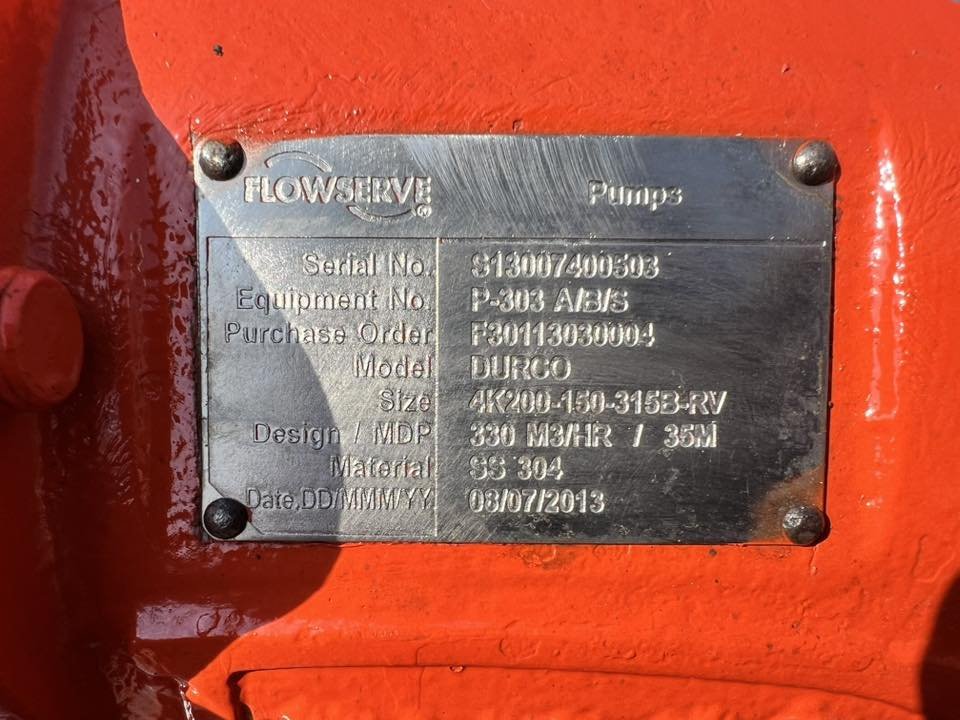 FLOWSERVE® Pumps
Serial No. S13007400503
Equipment No. P-303 A/B/S
Purchase Order F30113030004
Model DURCO
Size 4K200-150-315B-RV
Design / MDP 330 M3/HR / 35M
Material SS 304
Date,DD/MMM/YY. 08/07/2013